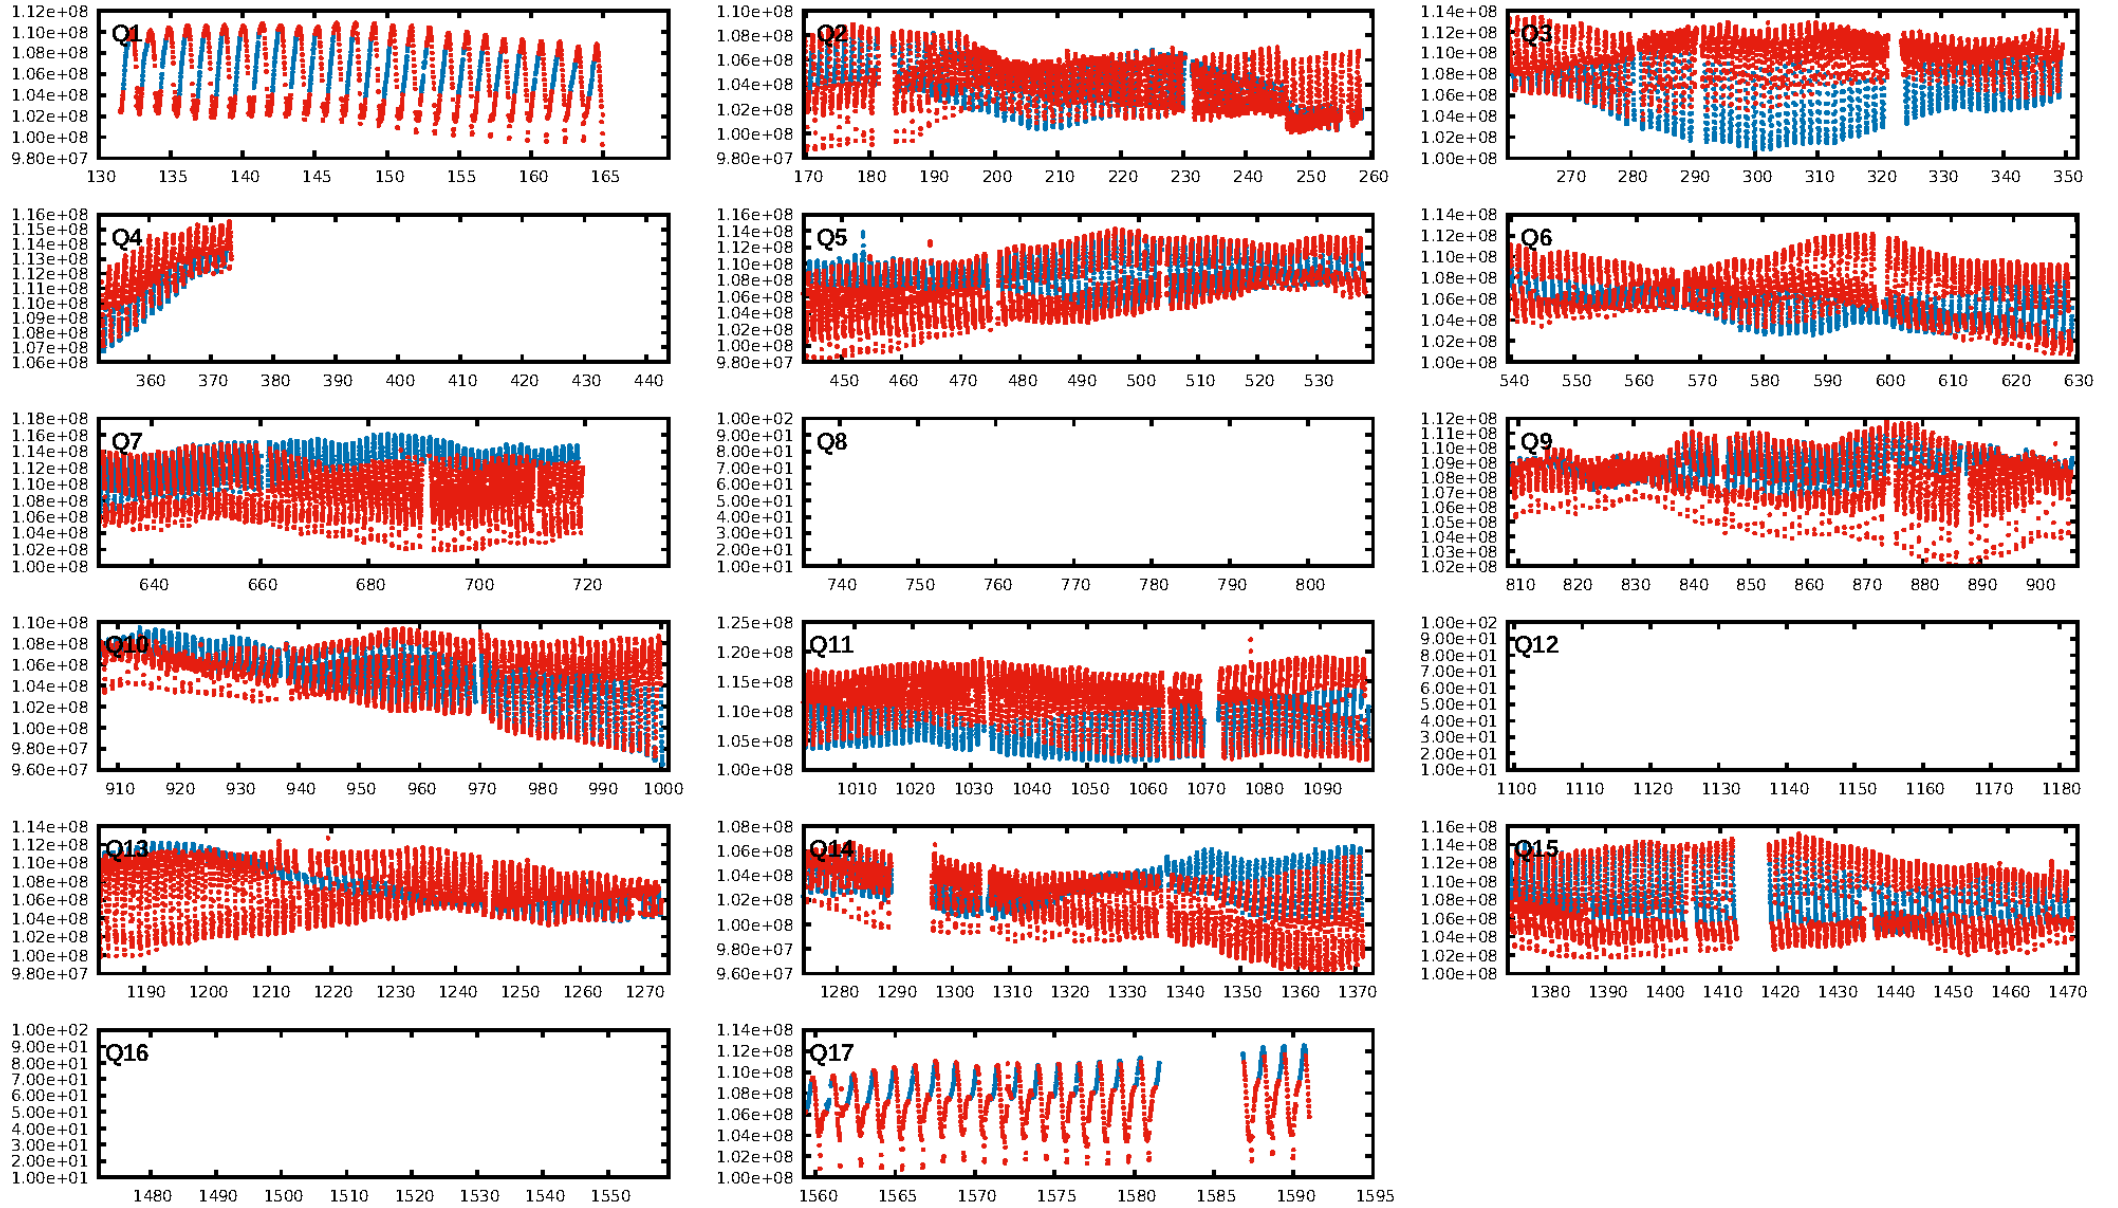 1.12e+08
1.10e+08
1.08e+08
1.06e+08
1.04e+08
1.02e+08
1.00e+08
9.80e+07
Q1
130 135 140 145 150 155 160 165
1.10e+08
1.08e+08
1.06e+08
1.04e+08
1.02e+08
1.00e+08
9.80e+07
Q2
170 180 190 200 210 220 230 240 250 260
1.14e+08
1.12e+08
1.10e+08
1.08e+08
1.06e+08
1.04e+08
1.02e+08
1.00e+08
Q3
270 280 290 300 310 320 330 340 350
1.16e+08
1.15e+08
1.14e+08
1.13e+08
1.12e+08
1.11e+08
1.10e+08
1.09e+08
1.08e+08
1.07e+08
1.06e+08
Q4
360 370 380 390 400 410 420 430 440
1.16e+08
1.14e+08
1.12e+08
1.10e+08
1.08e+08
1.06e+08
1.04e+08
1.02e+08
1.00e+08
9.80e+07
Q5
450 460 470 480 490 500 510 520 530
1.14e+08
1.12e+08
1.10e+08
1.08e+08
1.06e+08
1.04e+08
1.02e+08
1.00e+08
Q6
540 550 560 570 580 590 600 610 620 630
1.18e+08
1.16e+08
1.14e+08
1.12e+08
1.10e+08
1.08e+08
1.06e+08
1.04e+08
1.02e+08
1.00e+08
Q7
640 660 680 700 720
1.00e+02
9.00e+01
8.00e+01
7.00e+01
6.00e+01
5.00e+01
4.00e+01
3.00e+01
2.00e+01
1.00e+01
Q8
740 750 760 770 780 790 800
1.12e+08
1.11e+08
1.10e+08
1.09e+08
1.08e+08
1.07e+08
1.06e+08
1.05e+08
1.04e+08
1.03e+08
1.02e+08
Q9
810 820 830 840 850 860 870 880 890 900
1.10e+08
1.08e+08
1.06e+08
1.04e+08
1.02e+08
1.00e+08
9.80e+07
9.60e+07
Q10
910 920 930 940 950 960 970 980 990 1000
1.25e+08
1.20e+08
1.15e+08
1.10e+08
1.05e+08
1.00e+08
Q11
1010 1020 1030 1040 1050 1060 1070 1080 1090
1.00e+02
9.00e+01
8.00e+01
7.00e+01
6.00e+01
5.00e+01
4.00e+01
3.00e+01
2.00e+01
1.00e+01
Q12
1100 1110 1120 1130 1140 1150 1160 1170 1180
1.14e+08
1.12e+08
1.10e+08
1.08e+08
1.06e+08
1.04e+08
1.02e+08
1.00e+08
9.80e+07
Q13
1190 1200 1210 1220 1230 1240 1250 1260 1270
1.08e+08
1.06e+08
1.04e+08
1.02e+08
1.00e+08
9.80e+07
9.60e+07
Q14
1280 1290 1300 1310 1320 1330 1340 1350 1360 1370
1.16e+08
1.14e+08
1.12e+08
1.10e+08
1.08e+08
1.06e+08
1.04e+08
1.02e+08
1.00e+08
Q15
1380 1390 1400 1410 1420 1430 1440 1450 1460 1470
1.00e+02
9.00e+01
8.00e+01
7.00e+01
6.00e+01
5.00e+01
4.00e+01
3.00e+01
2.00e+01
1.00e+01
Q16
1480 1490 1500 1510 1520 1530 1540 1550
1.14e+08
1.12e+08
1.10e+08
1.08e+08
1.06e+08
1.04e+08
1.02e+08
1.00e+08
Q17
1560 1565 1570 1575 1580 1585 1590 1595